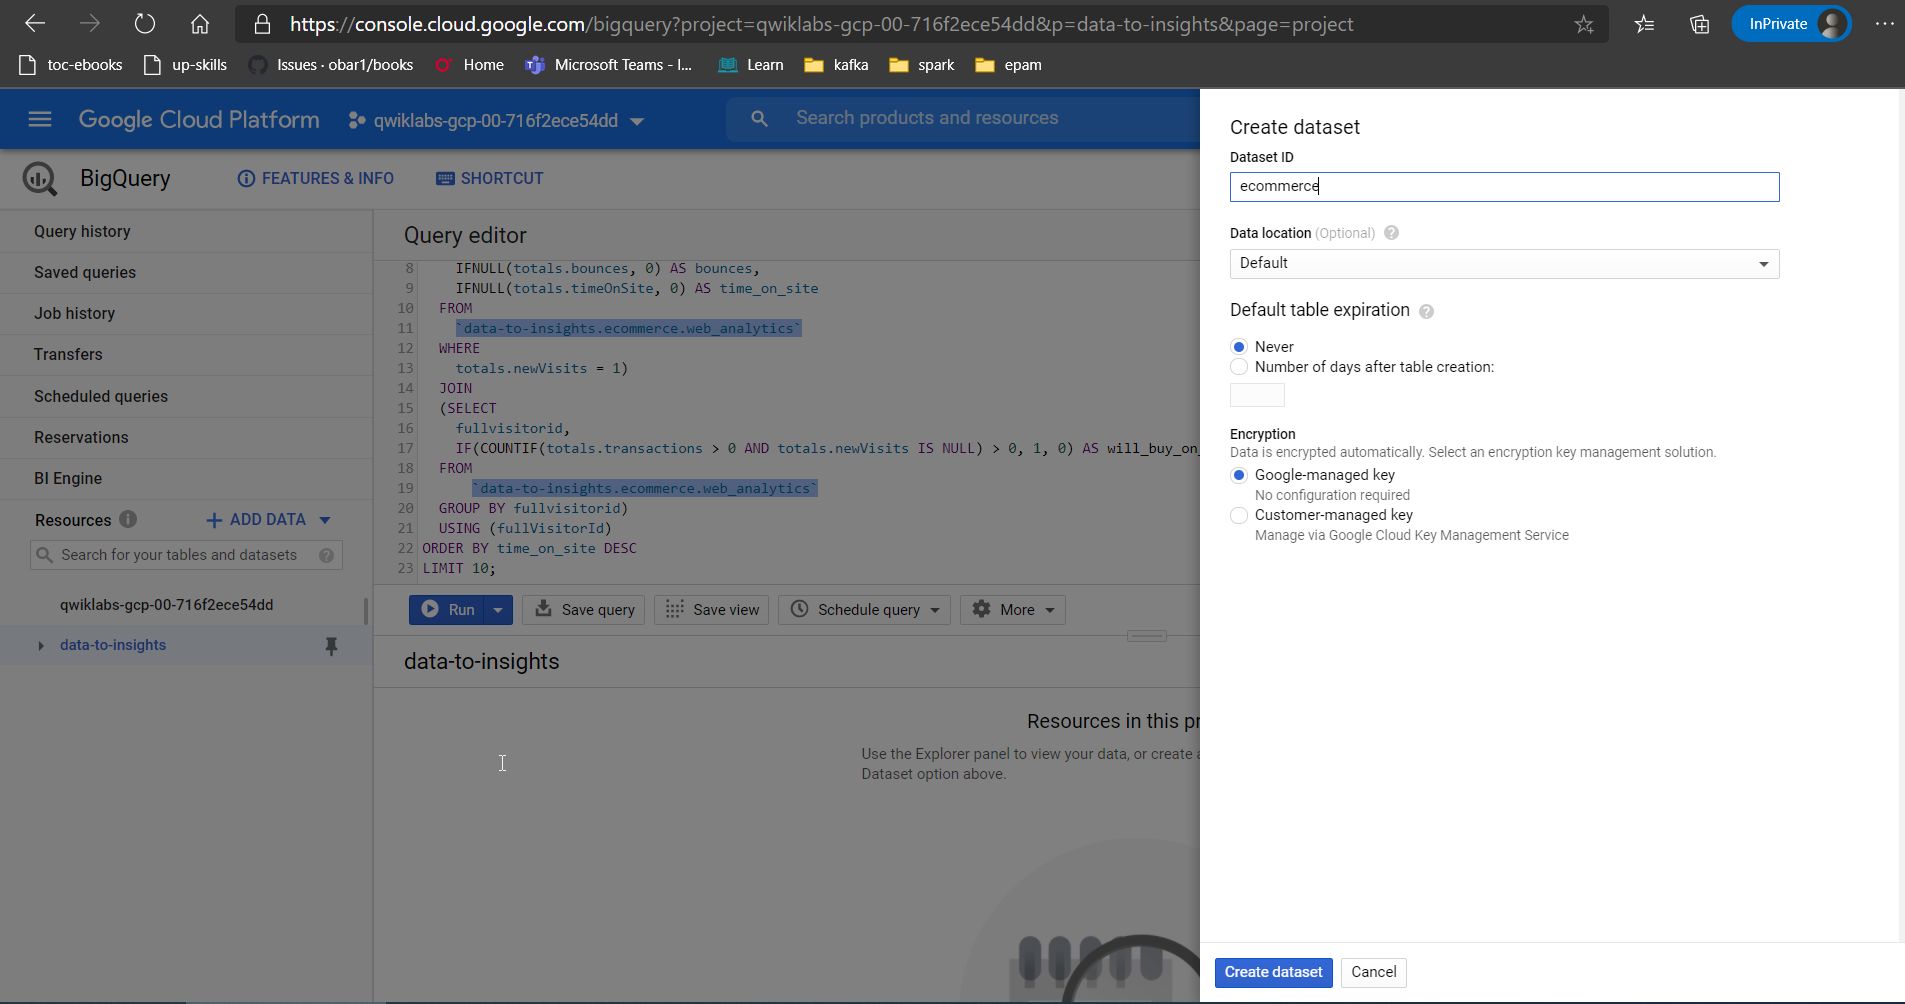 https://console.cloud.google.com/bigquery?project=qwiklabs-gcp-00-716f2ece54dd&p=data-to-insights&page=project
InPrivate
toc-ebooks up-skills Issues · obar1/books Home Microsoft Teams - I... Learn kafka spark epam
Google Cloud Platform qwiklabs-gcp-00-716f2ece54dd Search products and resources
BigQuery FEATURES & INFO SHORTCUT
Query history
Saved queries
Job history
Transfers
Scheduled queries
Reservations
BI Engine
Resources ADD DATA
Search for your tables and datasets
qwiklabs-gcp-00-716f2ece54dd
data-to-insights
Query editor
8 IFNULL(totals.bounces, 0) AS bounces,
9 IFNULL(totals.timeOnSite, 0) AS time_on_site
10 FROM
11 `data-to-insights.ecommerce.web_analytics`
12 WHERE
13 totals.newVisits = 1)
14 JOIN
15 (SELECT
16 fullvisitorid,
17 IF(COUNTIF(totals.transactions > 0 AND totals.newVisits IS NULL) > 0, 1, 0) AS will_buy_on_
18 FROM
19 `data-to-insights.ecommerce.web_analytics`
20 GROUP BY fullvisitorid)
21 USING (fullVisitorId)
22 ORDER BY time_on_site DESC
23 LIMIT 10;
Run Save query Save view Schedule query More
data-to-insights
Resources in this pr
Use the Explorer panel to view your data, or create a
Dataset option above.
Create dataset
Dataset ID
ecommerce
Data location (Optional)
Default
Default table expiration
Never
Number of days after table creation:
Encryption
Data is encrypted automatically. Select an encryption key management solution.
Google-managed key
No configuration required
Customer-managed key
Manage via Google Cloud Key Management Service
Create dataset Cancel